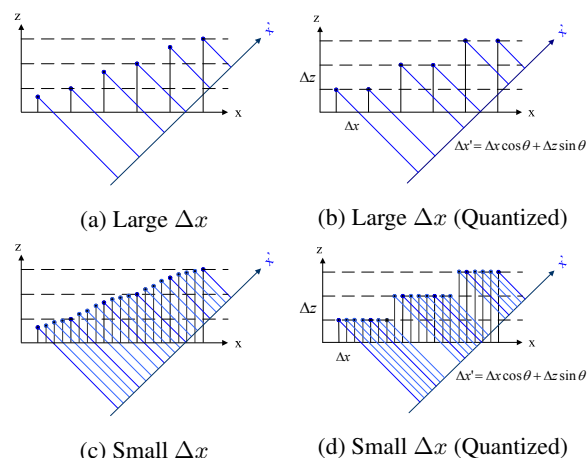 z
x'
x
(a) Large Δx
z
x'
Δz
x
Δx
Δx' = Δx cos θ + Δz sin θ
(b) Large Δx (Quantized)
z
x'
x
(c) Small Δx
z
x'
Δz
x
Δx
Δx' = Δx cos θ + Δz sin θ
(d) Small Δx (Quantized)